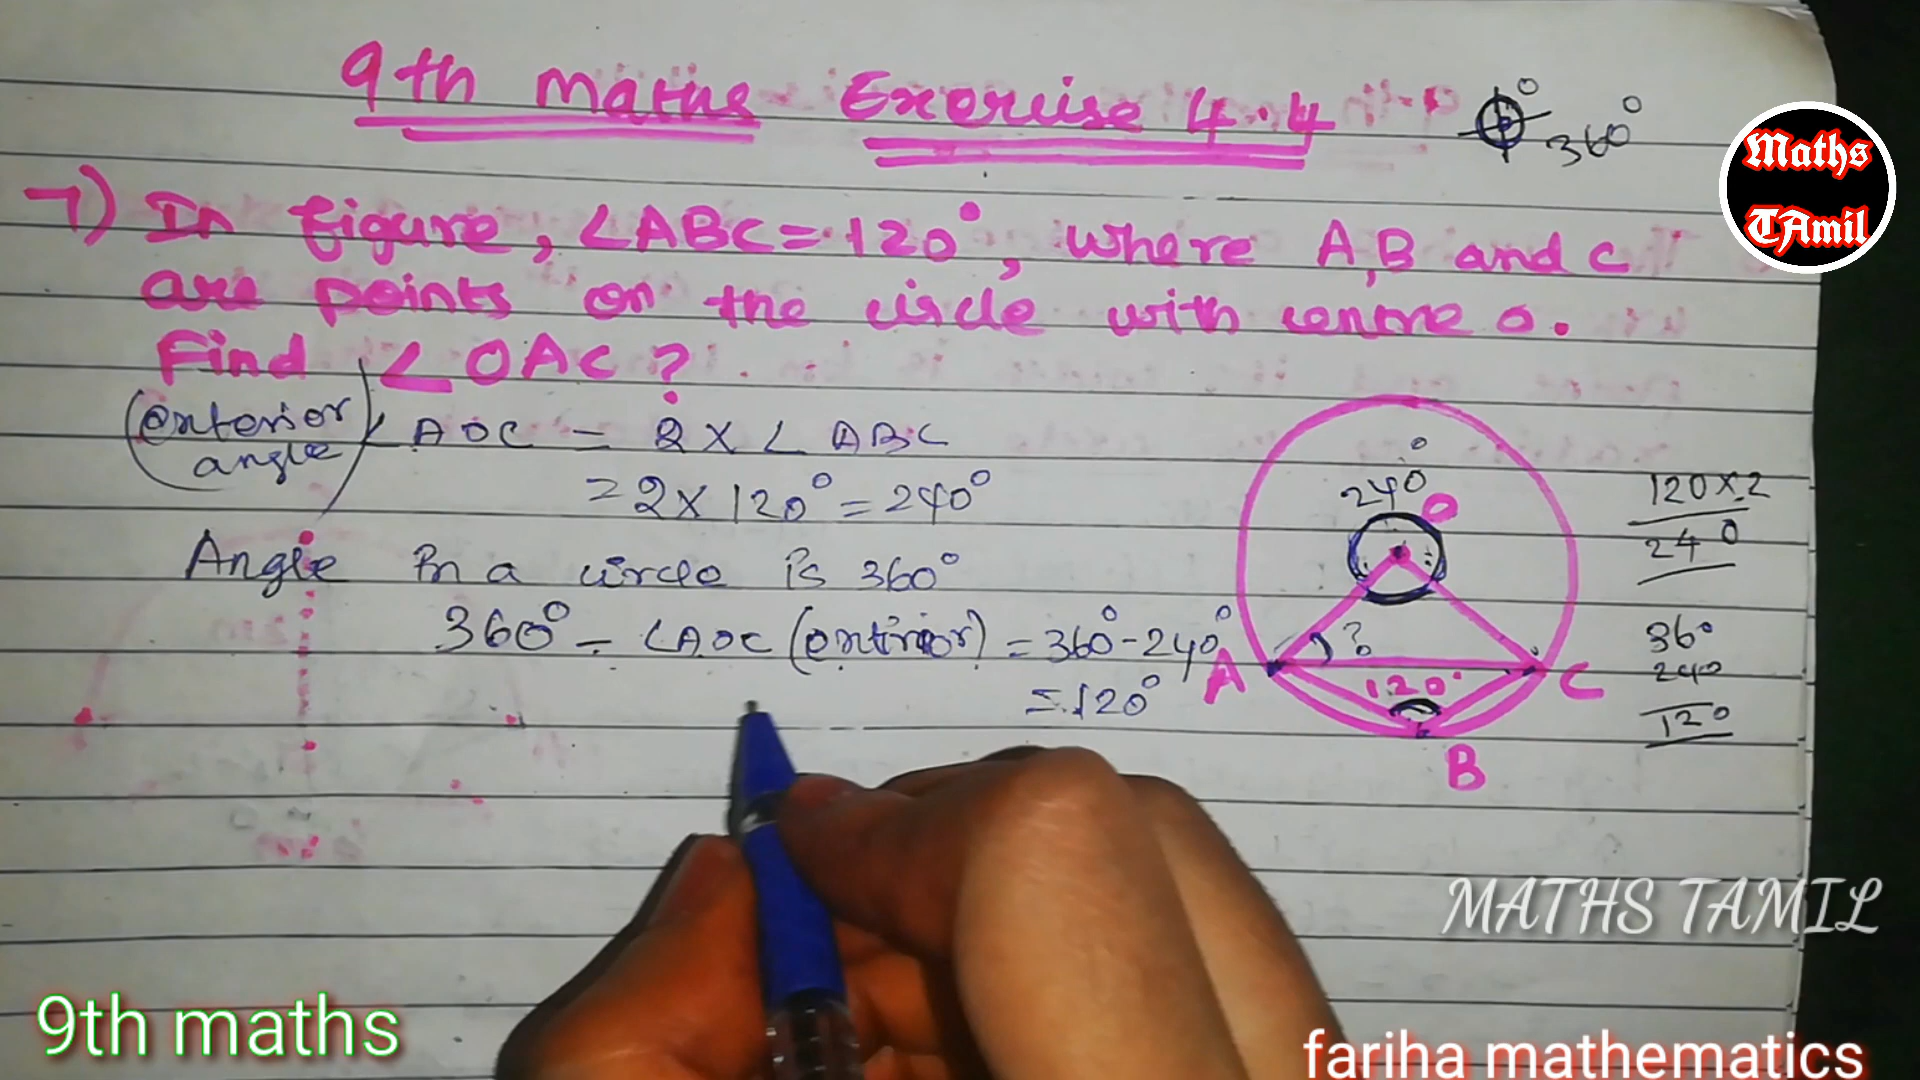 9th maths Exercise 4.4
360°
Maths
TAmil
7) In figure, ∠ABC = 120°, where A,B and C
are points on the circle with centre O.
Find ∠OAC?
(exterior angle) ∠AOC = 2 × ∠ABC
= 2 × 120° = 240°
Angle in a circle is 360°
360° - ∠AOC (exterior) = 360° - 240°
= 120°
240°
O
?
A
120°
C
B
120×2
240
360
240
120
MATHS TAMIL
9th maths
fariha mathematics